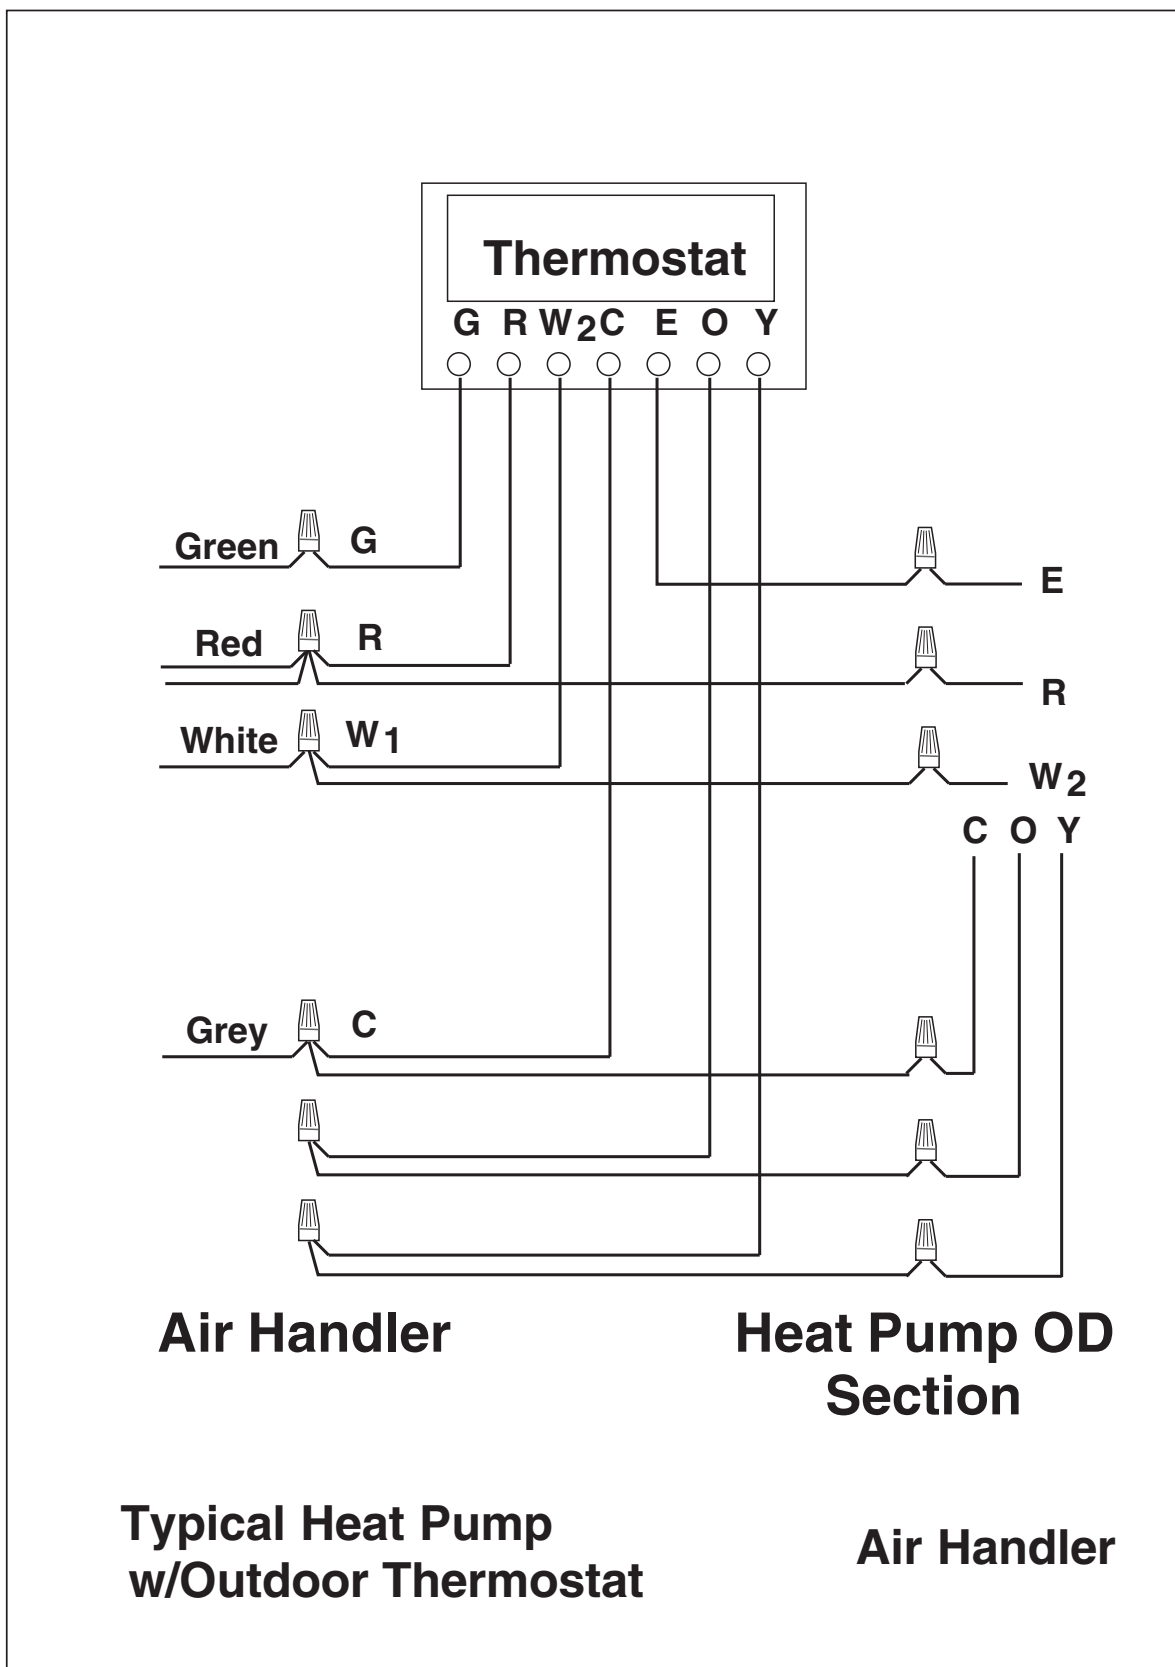 Thermostat
G R W2 C E O Y
Green G
E
Red R
R
White W1
W2
C O Y
Grey C
Air Handler
Heat Pump OD
Section
Typical Heat Pump
w/Outdoor Thermostat
Air Handler